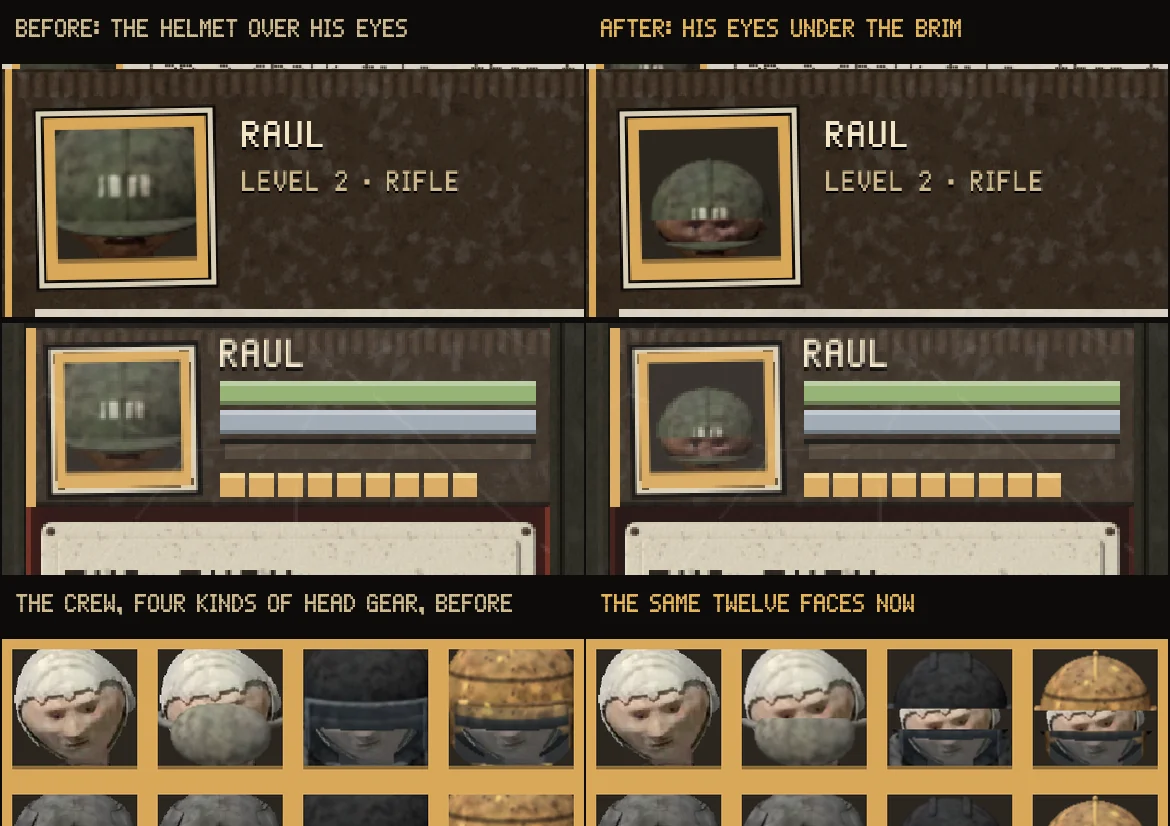 BEFORE: THE HELMET OVER HIS EYES
AFTER: HIS EYES UNDER THE BRIM
RAUL
LEVEL 2 · RIFLE
RAUL
LEVEL 2 · RIFLE
RAUL
RAUL
THE CREW, FOUR KINDS OF HEAD GEAR, BEFORE
THE SAME TWELVE FACES NOW